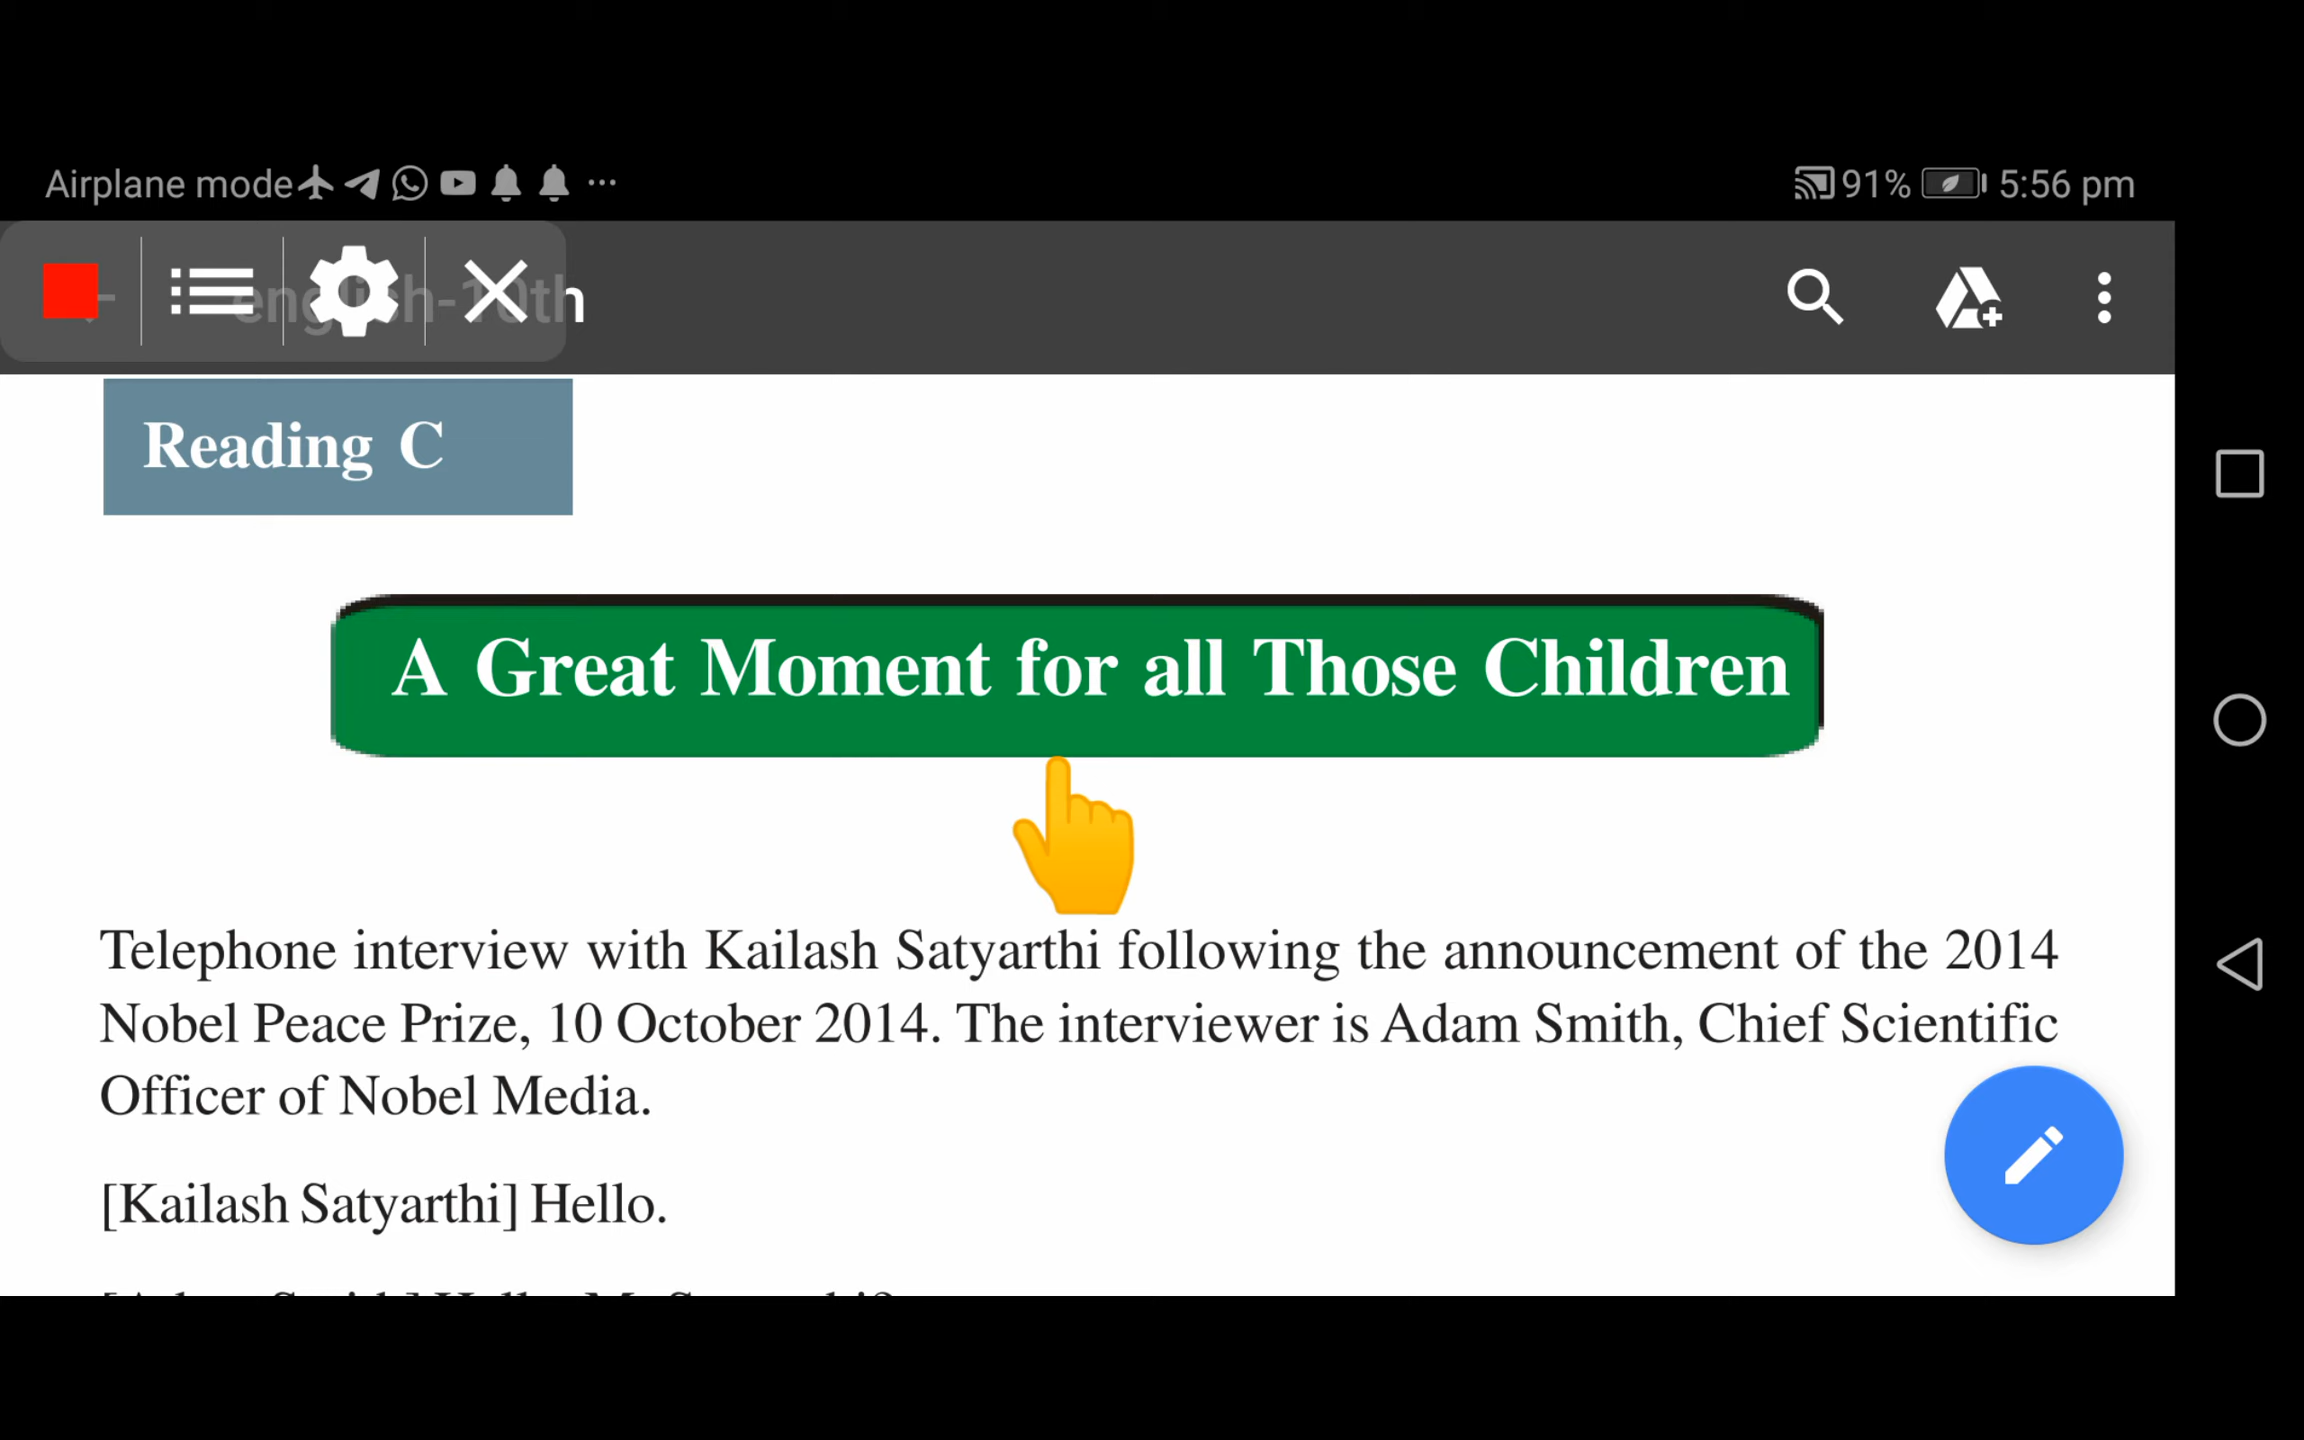 Airplane mode
91% 5:56 pm
english-10th
Reading C
A Great Moment for all Those Children
Telephone interview with Kailash Satyarthi following the announcement of the 2014
Nobel Peace Prize, 10 October 2014. The interviewer is Adam Smith, Chief Scientific
Officer of Nobel Media.
[Kailash Satyarthi] Hello.